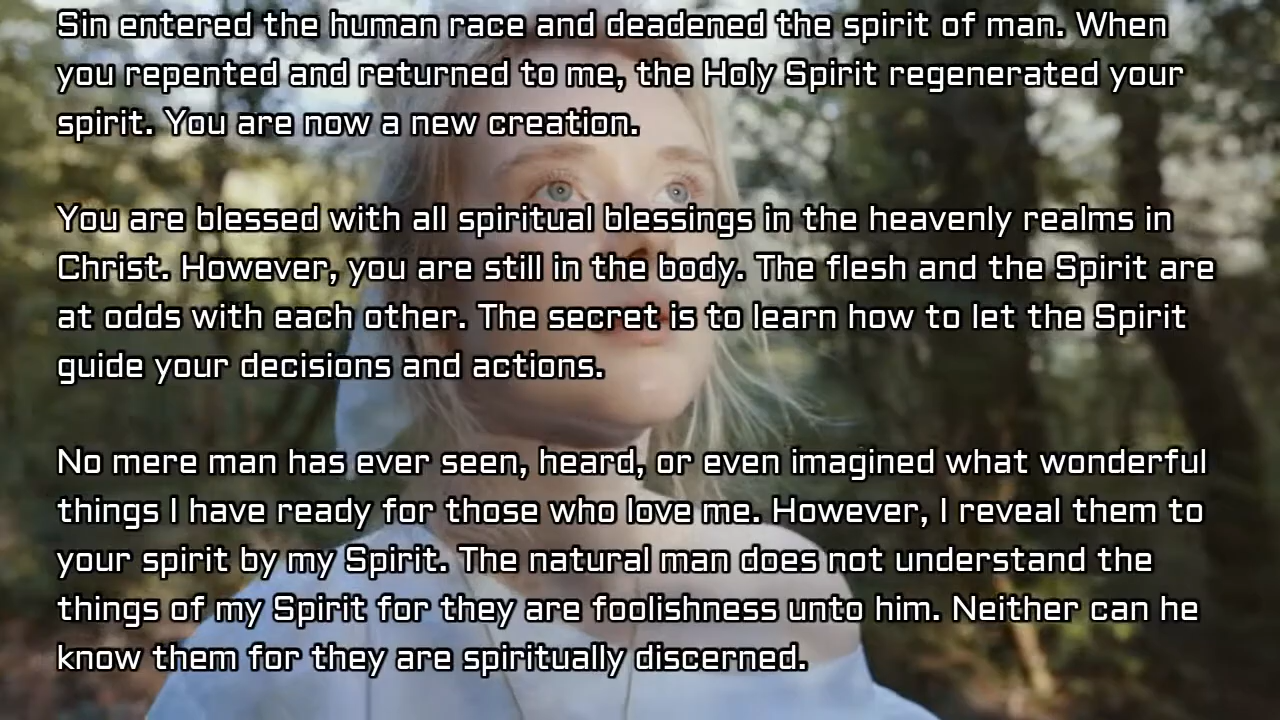 Sin entered the human race and deadened the spirit of man. When
you repented and returned to me, the Holy Spirit regenerated your
spirit. You are now a new creation.
You are blessed with all spiritual blessings in the heavenly realms in
Christ. However, you are still in the body. The flesh and the Spirit are
at odds with each other. The secret is to learn how to let the Spirit
guide your decisions and actions.
No mere man has ever seen, heard, or even imagined what wonderful
things I have ready for those who love me. However, I reveal them to
your spirit by my Spirit. The natural man does not understand the
things of my Spirit for they are foolishness unto him. Neither can he
know them for they are spiritually discerned.